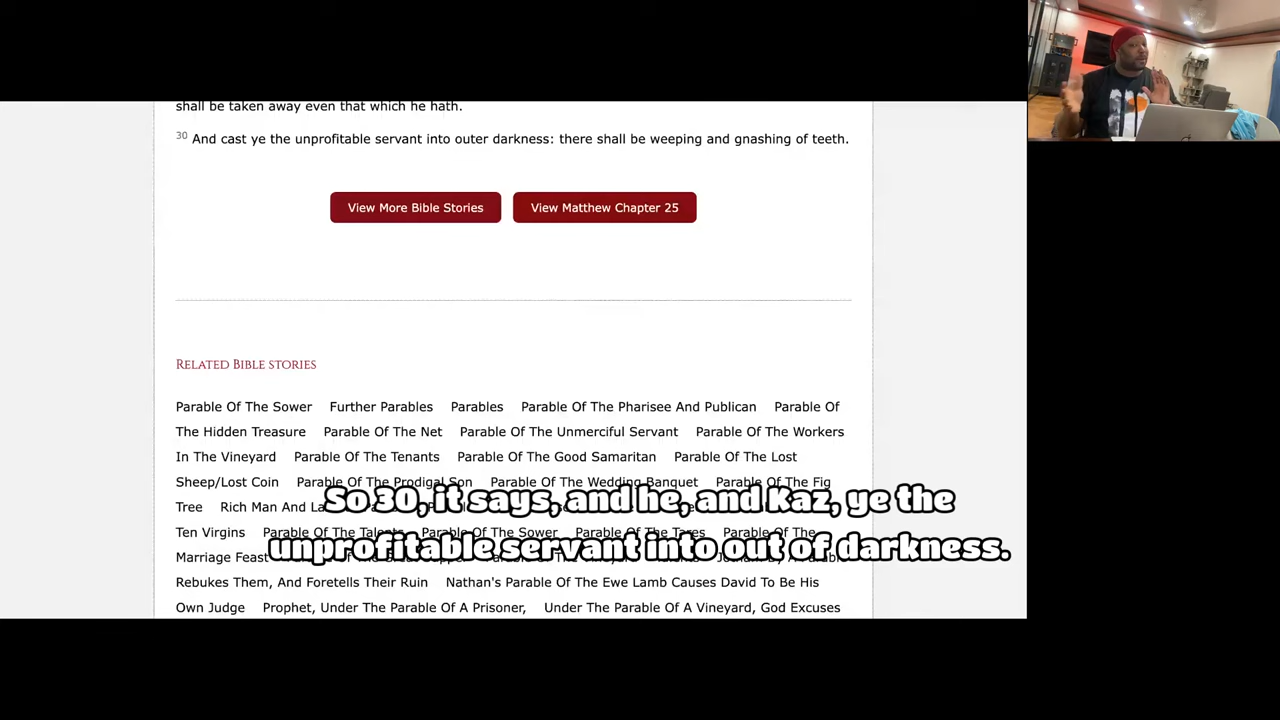 shall be taken away even that which he hath.
30 And cast ye the unprofitable servant into outer darkness: there shall be weeping and gnashing of teeth.
View More Bible Stories View Matthew Chapter 25
Related Bible Stories
Parable Of The Sower Further Parables Parables Parable Of The Pharisee And Publican Parable Of
The Hidden Treasure Parable Of The Net Parable Of The Unmerciful Servant Parable Of The Workers
In The Vineyard Parable Of The Tenants Parable Of The Good Samaritan Parable Of The Lost
Sheep/Lost Coin Parable Of The Prodigal Son Parable Of The Wedding Banquet Parable Of The Fig
Tree Rich Man And
So 30, it says, and he, and Kaz, ye the
Ten Virgins Parable Of The Talents Parable Of The Sower Parable Of The Tares Parable Of The
Marriage Feast
unprofitable servant into out of darkness.
Rebukes Them, And Foretells Their Ruin Nathan's Parable Of The Ewe Lamb Causes David To Be His
Own Judge Prophet, Under The Parable Of A Prisoner, Under The Parable Of A Vineyard, God Excuses